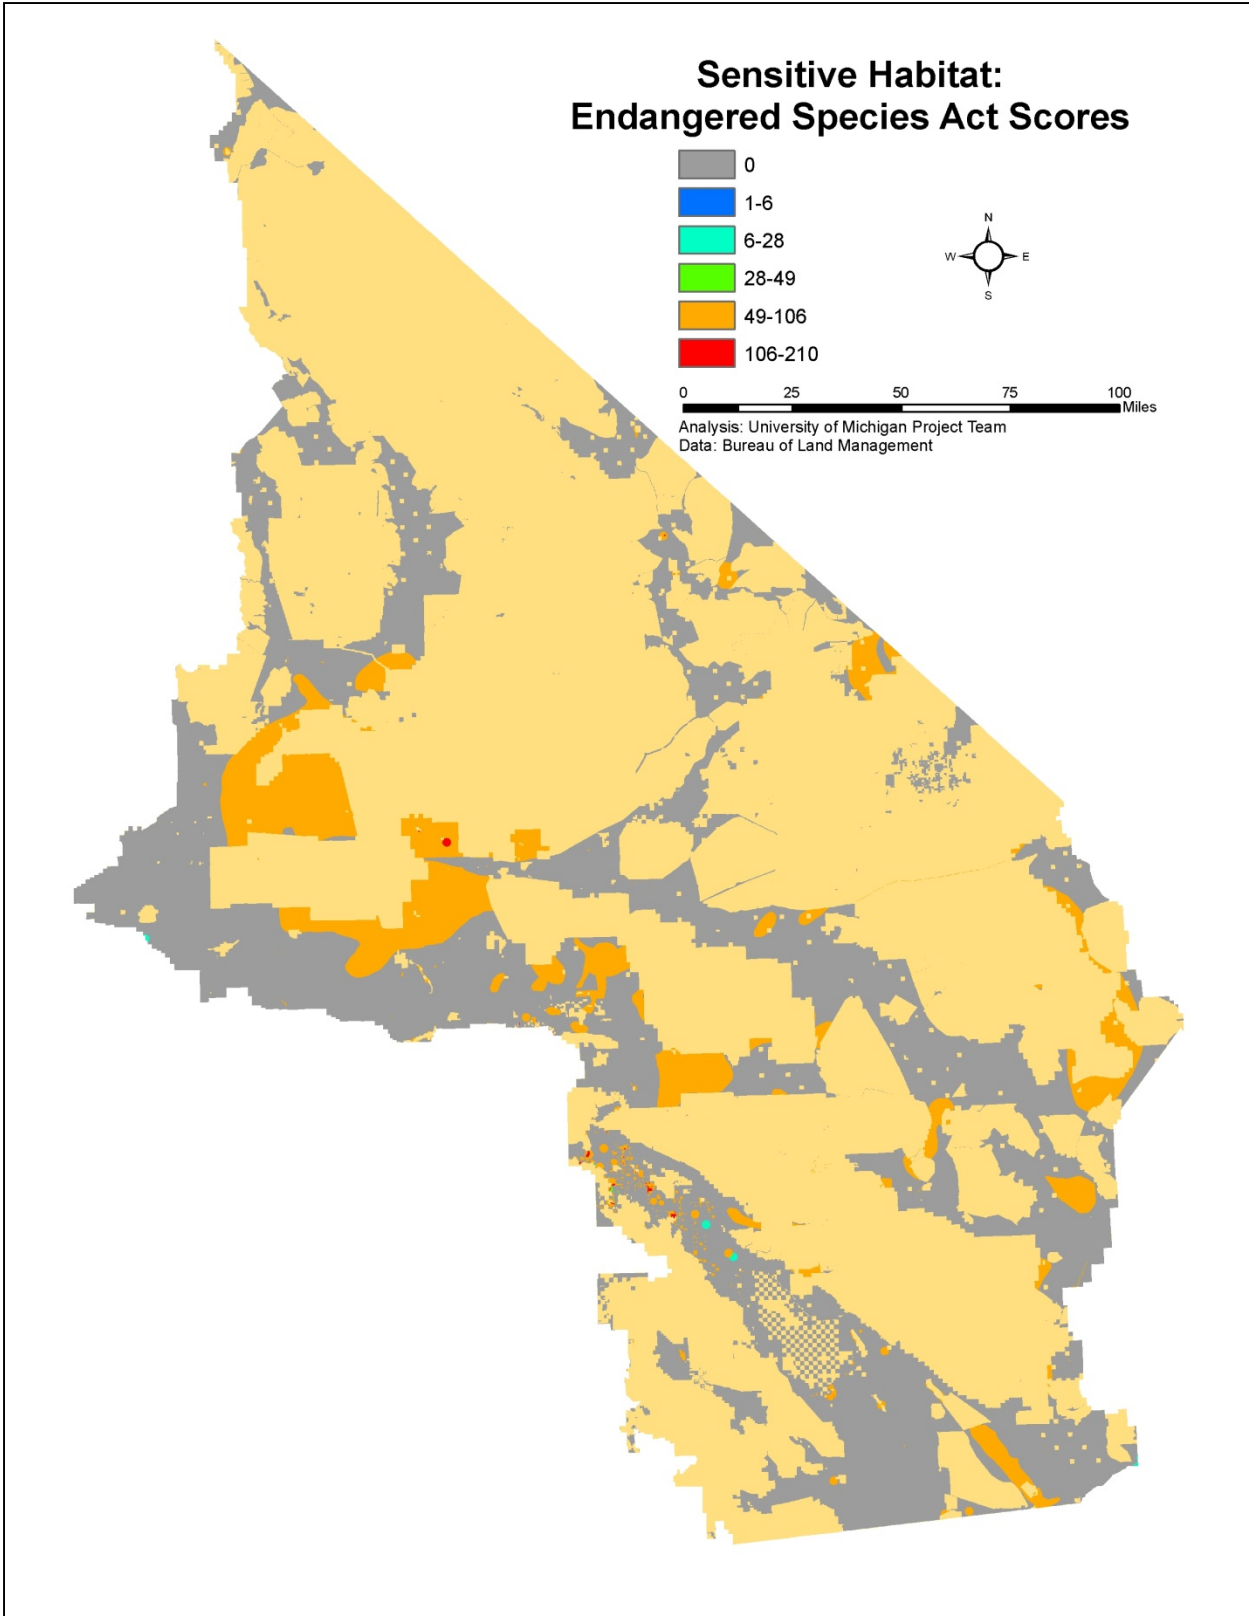 Sensitive Habitat:
Endangered Species Act Scores
0
1-6
6-28
28-49
49-106
106-210
N
W E
S
0 25 50 75 100
Miles
Analysis: University of Michigan Project Team
Data: Bureau of Land Management